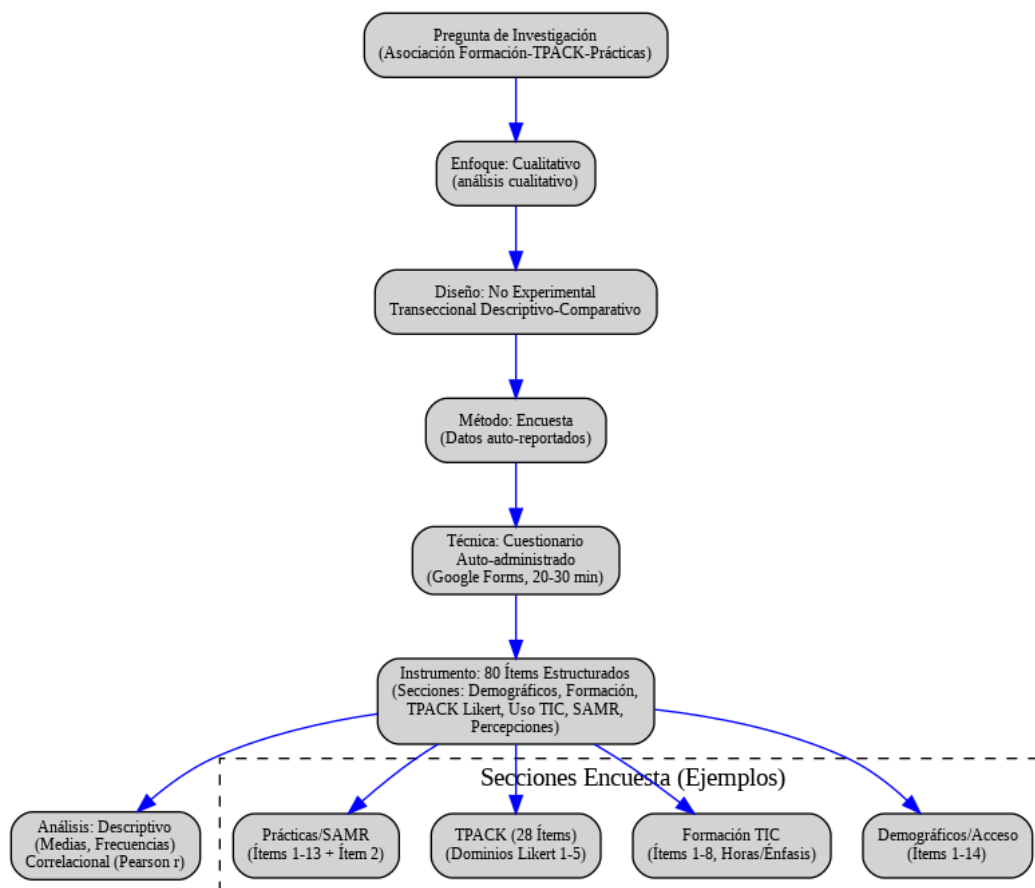 Pregunta de Investigación
(Asociación Formación-TPACK-Prácticas)
Enfoque: Cualitativo
(análisis cualitativo)
Diseño: No Experimental
Transeccional Descriptivo-Comparativo
Método: Encuesta
(Datos auto-reportados)
Técnica: Cuestionario
Auto-administrado
(Google Forms, 20-30 min)
Instrumento: 80 Ítems Estructurados
(Secciones: Demográficos, Formación,
TPACK Likert, Uso TIC, SAMR,
Percepciones)
Secciones Encuesta (Ejemplos)
Análisis: Descriptivo
(Medias, Frecuencias)
Correlacional (Pearson r)
Prácticas/SAMR
(Ítems 1-13 + Ítem 2)
TPACK (28 Ítems)
(Dominios Likert 1-5)
Formación TIC
(Ítems 1-8, Horas/Énfasis)
Demográficos/Acceso
(Ítems 1-14)